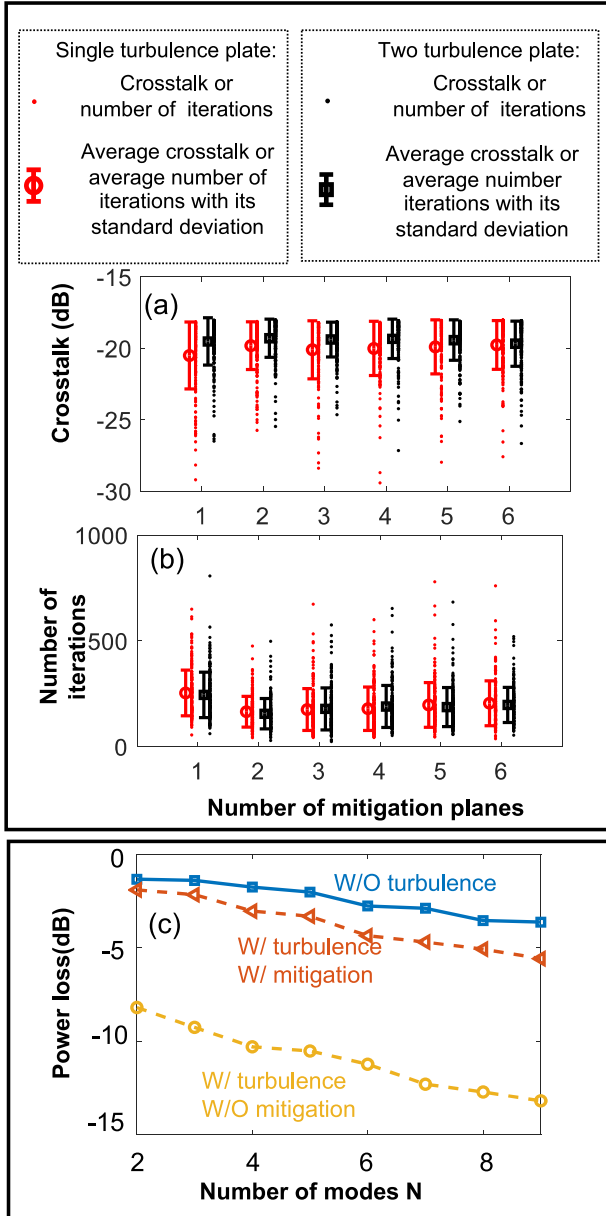 Single turbulence plate:
Crosstalk or
number of iterations
Average crosstalk or
average number of
iterations with its
standard deviation
Two turbulence plate:
Crosstalk or
number of iterations
Average crosstalk or
average nuimber
iterations with its
standard deviation
(a)
Crosstalk (dB)
-15
-20
-25
-30
1 2 3 4 5 6
(b)
Number of
iterations
1000
500
0
1 2 3 4 5 6
Number of mitigation planes
(c)
Power loss(dB)
0
-5
-10
-15
W/O turbulence
W/ turbulence
W/ mitigation
W/ turbulence
W/O mitigation
2 4 6 8
Number of modes N